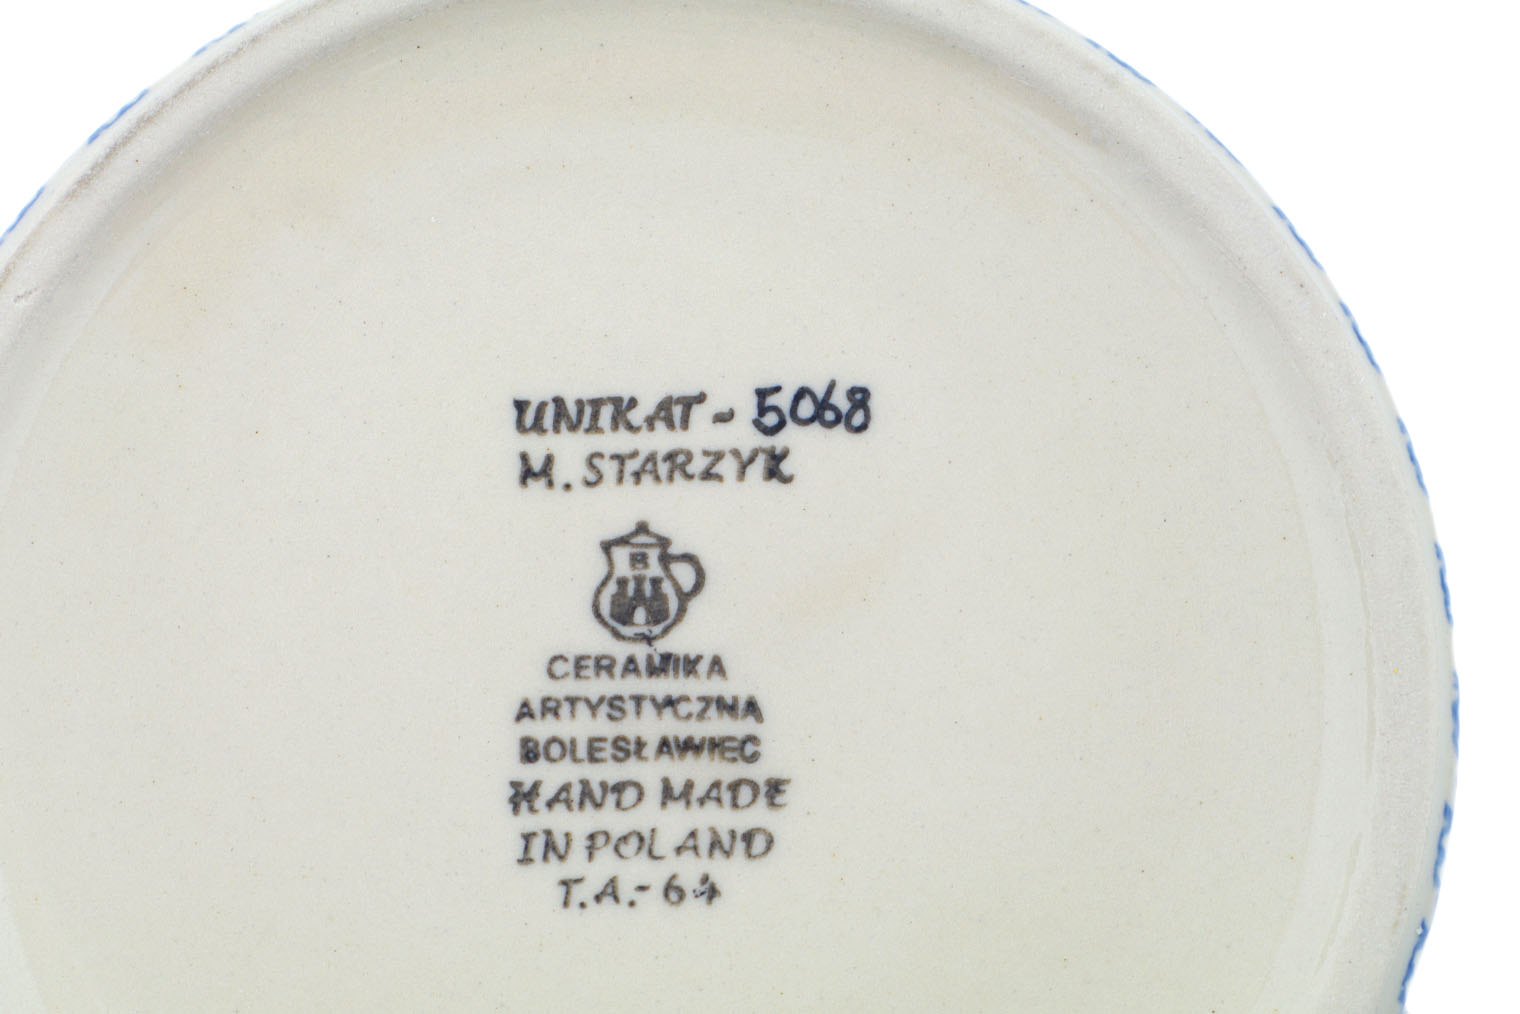 UNIKAT - 5068
M. STARZYK
B
CERAMIKA
ARTYSTYCZNA
BOLESŁAWIEC
HAND MADE
IN POLAND
T.A.- 64